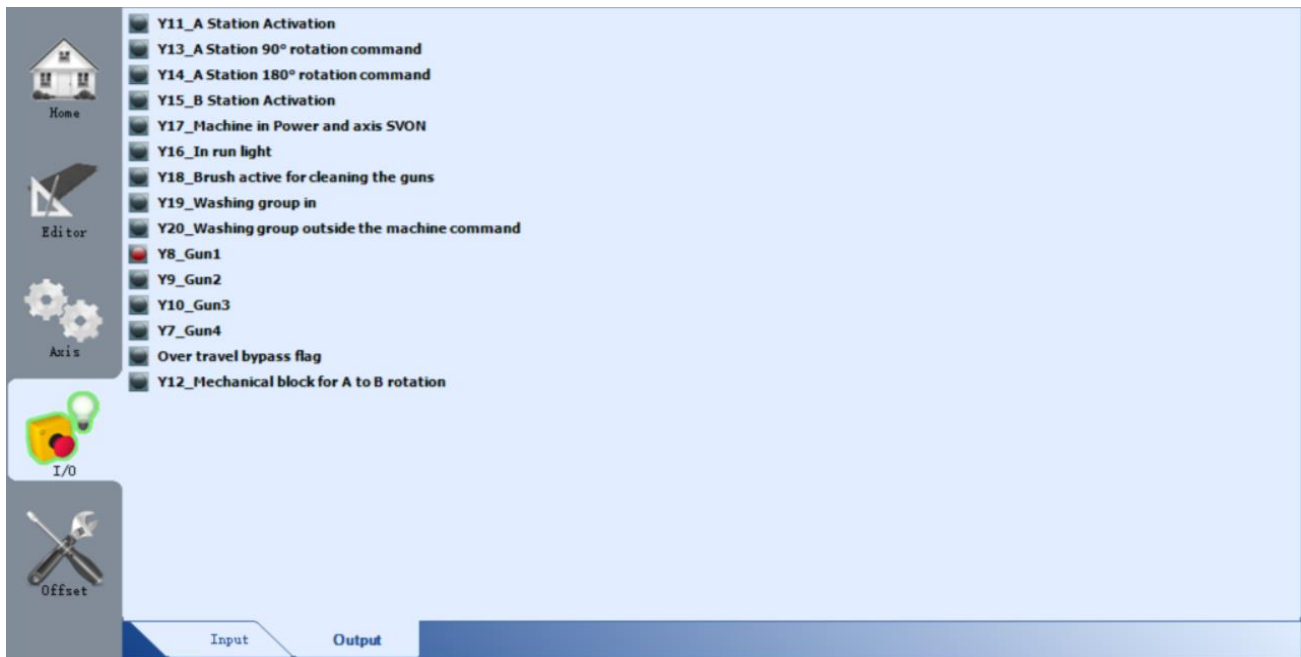 Home
Editor
Axis
I/O
Offset
Y11_A Station Activation
Y13_A Station 90° rotation command
Y14_A Station 180° rotation command
Y15_B Station Activation
Y17_Machine in Power and axis SVON
Y16_In run light
Y18_Brush active for cleaning the guns
Y19_Washing group in
Y20_Washing group outside the machine command
Y8_Gun1
Y9_Gun2
Y10_Gun3
Y7_Gun4
Over travel bypass flag
Y12_Mechanical block for A to B rotation
Input
Output